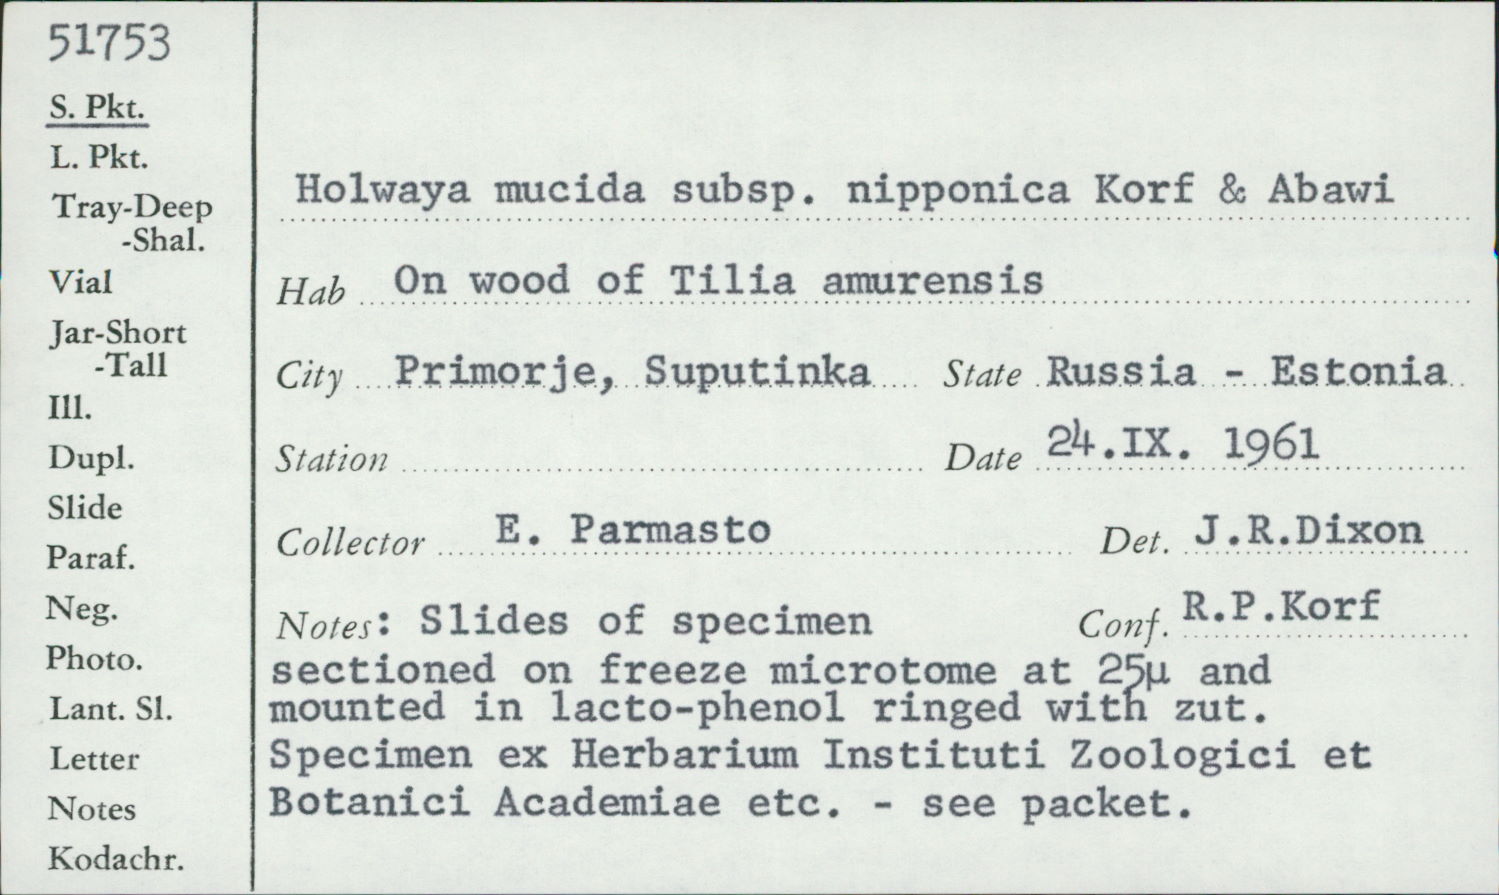 51753
S. Pkt.
L. Pkt.
Tray-Deep
-Shal.
Vial
Jar-Short
-Tall
Ill.
Dupl.
Slide
Paraf.
Neg.
Photo.
Lant. Sl.
Letter
Notes
Kodachr.
Holwaya mucida subsp. nipponica Korf & Abawi
Hab On wood of Tilia amurensis
City Primorje, Suputinka State Russia - Estonia
Station Date 24.IX. 1961
Collector E. Parmasto Det. J.R.Dixon
Notes: Slides of specimen Conf. R.P.Korf
sectioned on freeze microtome at 25µ and
mounted in lacto-phenol ringed with zut.
Specimen ex Herbarium Instituti Zoologici et
Botanici Academiae etc. - see packet.